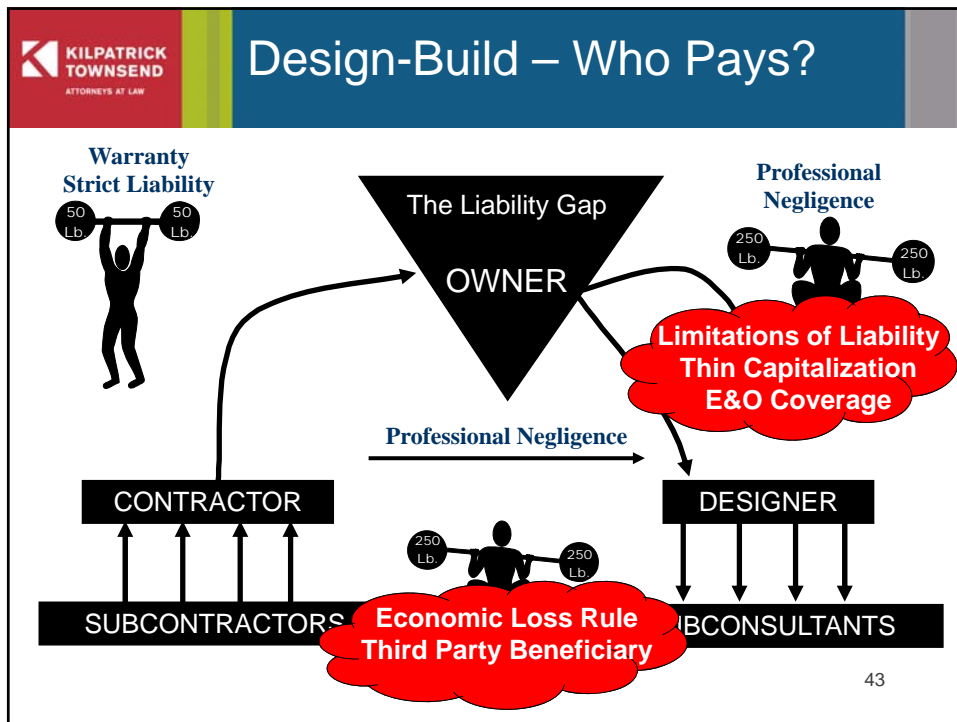 KILPATRICK
TOWNSEND
ATTORNEYS AT LAW
Design-Build – Who Pays?
Warranty
Strict Liability
50
Lb.
50
Lb.
The Liability Gap
OWNER
Professional
Negligence
250
Lb.
250
Lb.
Limitations of Liability
Thin Capitalization
E&O Coverage
Professional Negligence
CONTRACTOR
DESIGNER
250
Lb.
250
Lb.
SUBCONTRACTORS
Economic Loss Rule
Third Party Beneficiary
BCONSULTANTS
43